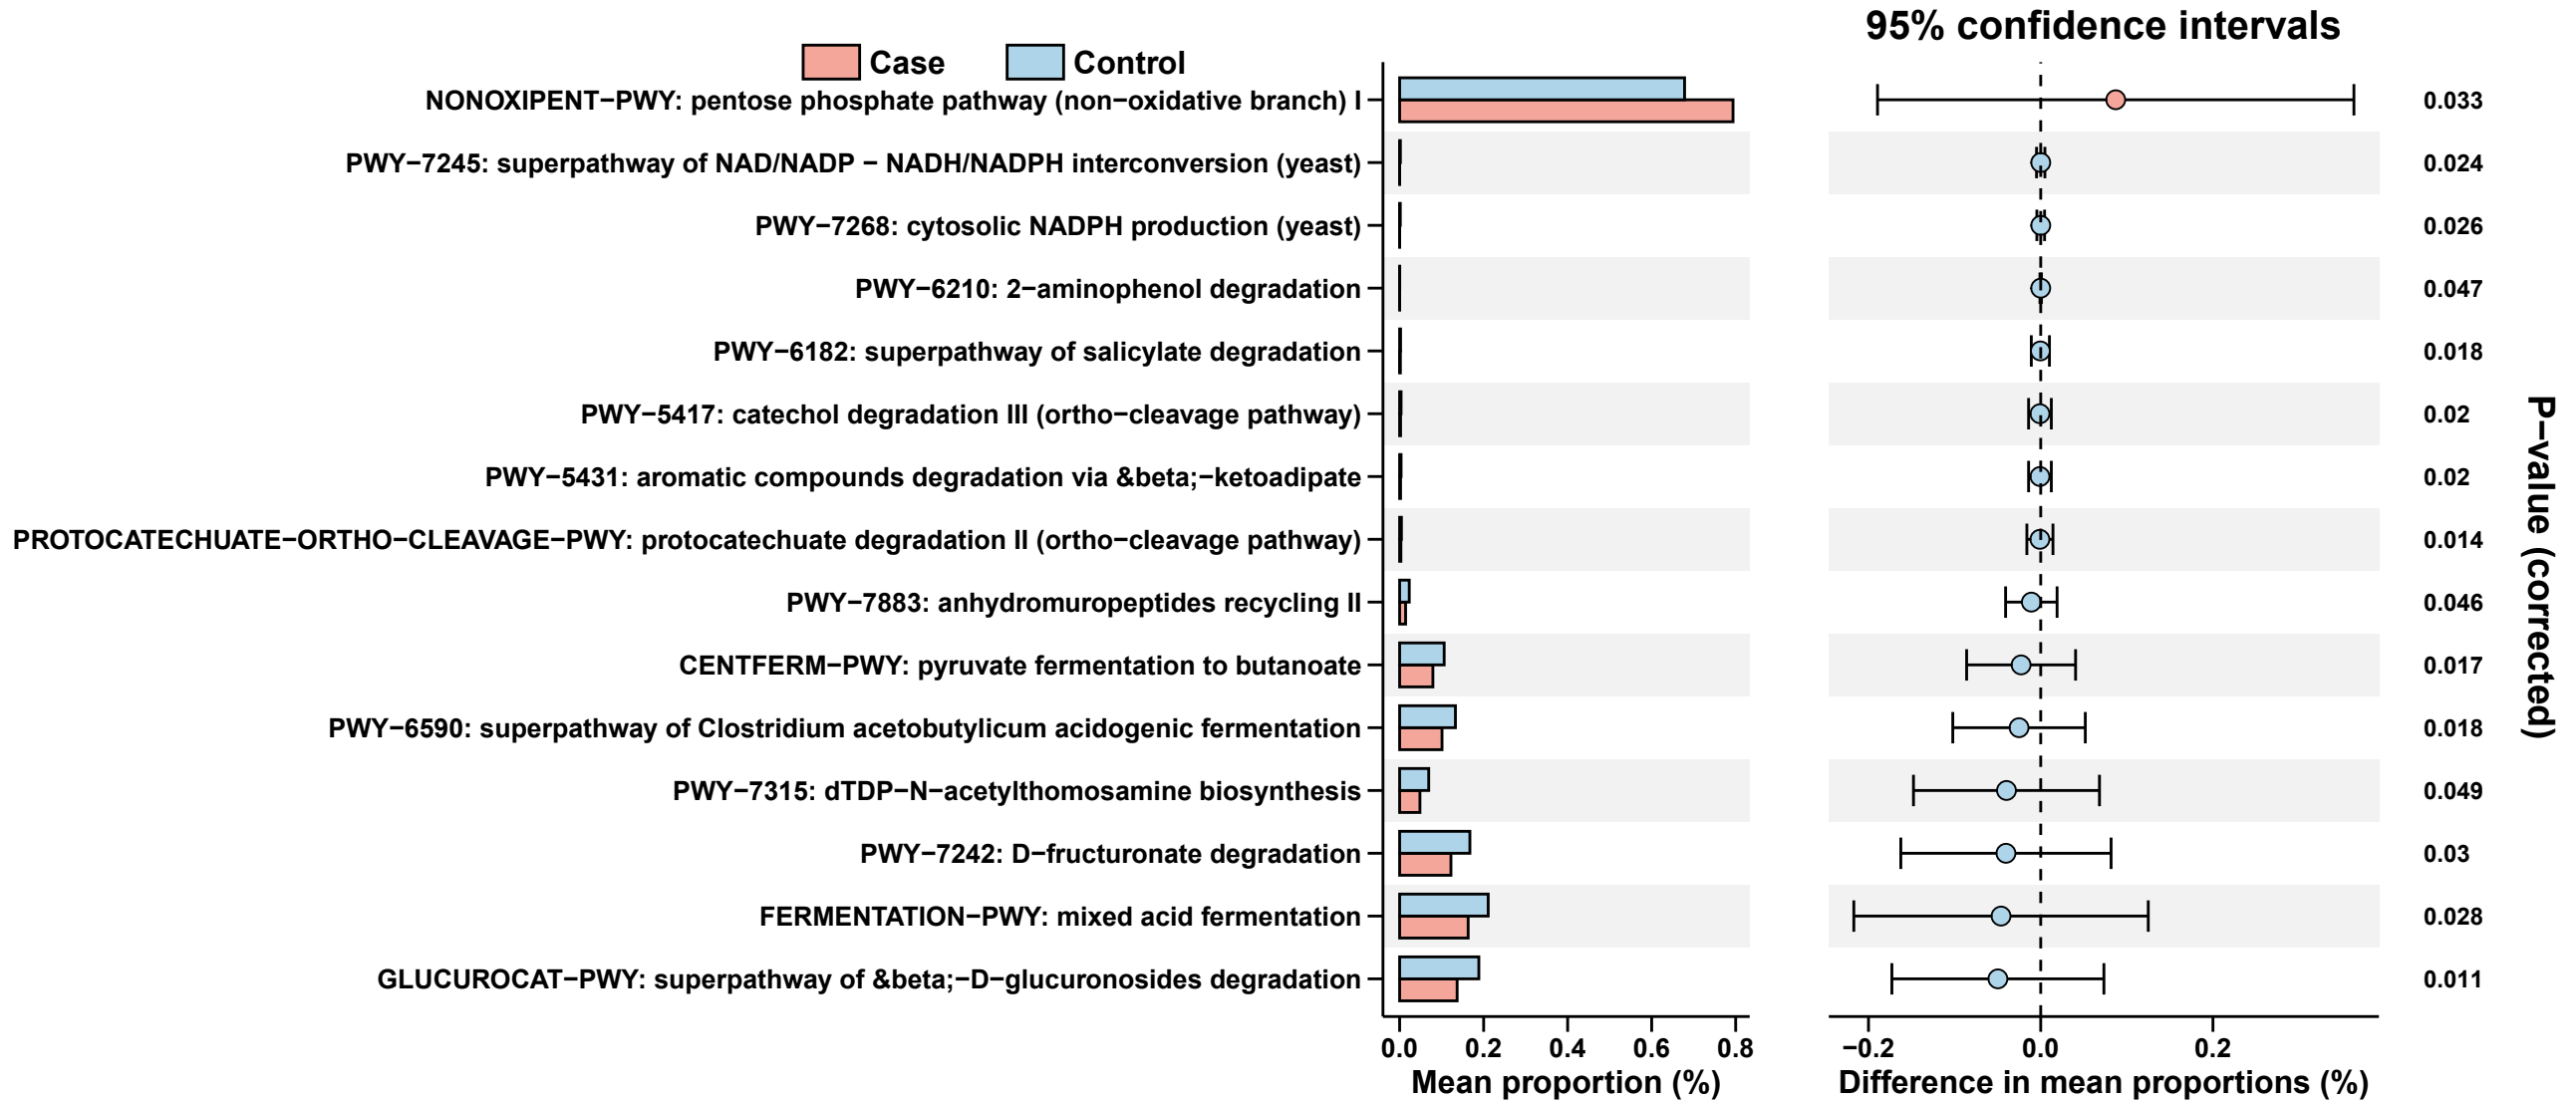 95% confidence intervals
Case
Control
NONOXIPENT−PWY: pentose phosphate pathway (non−oxidative branch) I
0.033
PWY−7245: superpathway of NAD/NADP − NADH/NADPH interconversion (yeast)
0.024
PWY−7268: cytosolic NADPH production (yeast)
0.026
PWY−6210: 2−aminophenol degradation
0.047
PWY−6182: superpathway of salicylate degradation
0.018
PWY−5417: catechol degradation III (ortho−cleavage pathway)
0.02
PWY−5431: aromatic compounds degradation via &beta;−ketoadipate
0.02
PROTOCATECHUATE−ORTHO−CLEAVAGE−PWY: protocatechuate degradation II (ortho−cleavage pathway)
0.014
PWY−7883: anhydromuropeptides recycling II
0.046
CENTFERM−PWY: pyruvate fermentation to butanoate
0.017
PWY−6590: superpathway of Clostridium acetobutylicum acidogenic fermentation
0.018
PWY−7315: dTDP−N−acetylthomosamine biosynthesis
0.049
PWY−7242: D−fructuronate degradation
0.03
FERMENTATION−PWY: mixed acid fermentation
0.028
GLUCUROCAT−PWY: superpathway of &beta;−D−glucuronosides degradation
0.011
P−value (corrected)
0.0 0.2 0.4 0.6 0.8
Mean proportion (%)
−0.2 0.0 0.2
Difference in mean proportions (%)